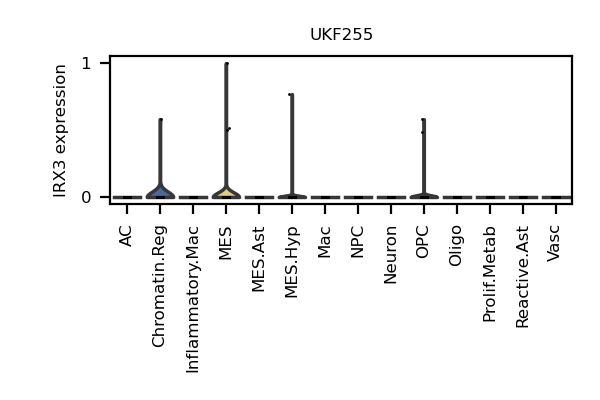 UKF255
IRX3 expression
1
0
AC
Chromatin.Reg
Inflammatory.Mac
MES
MES.Ast
MES.Hyp
Mac
NPC
Neuron
OPC
Oligo
Prolif.Metab
Reactive.Ast
Vasc